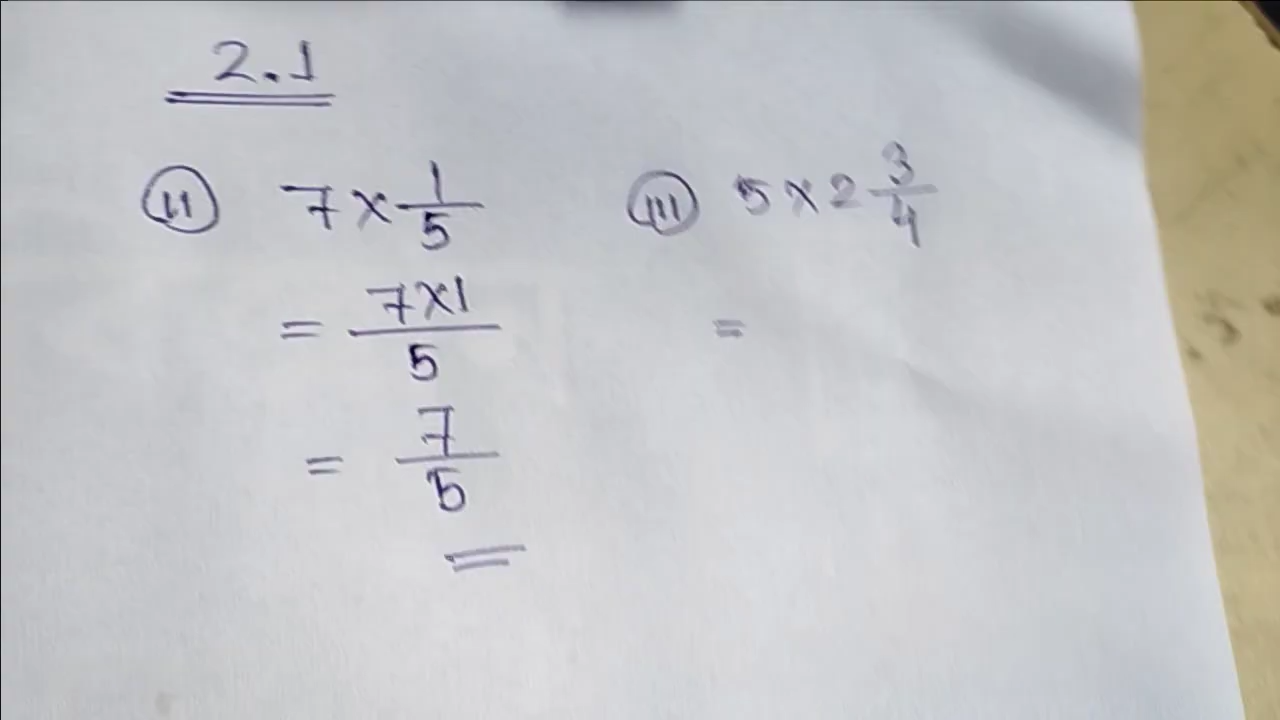 2.1
(ii) 7 × 1/5
= 7×1/5
= 7/5
(iii) 5 × 2 3/4
=